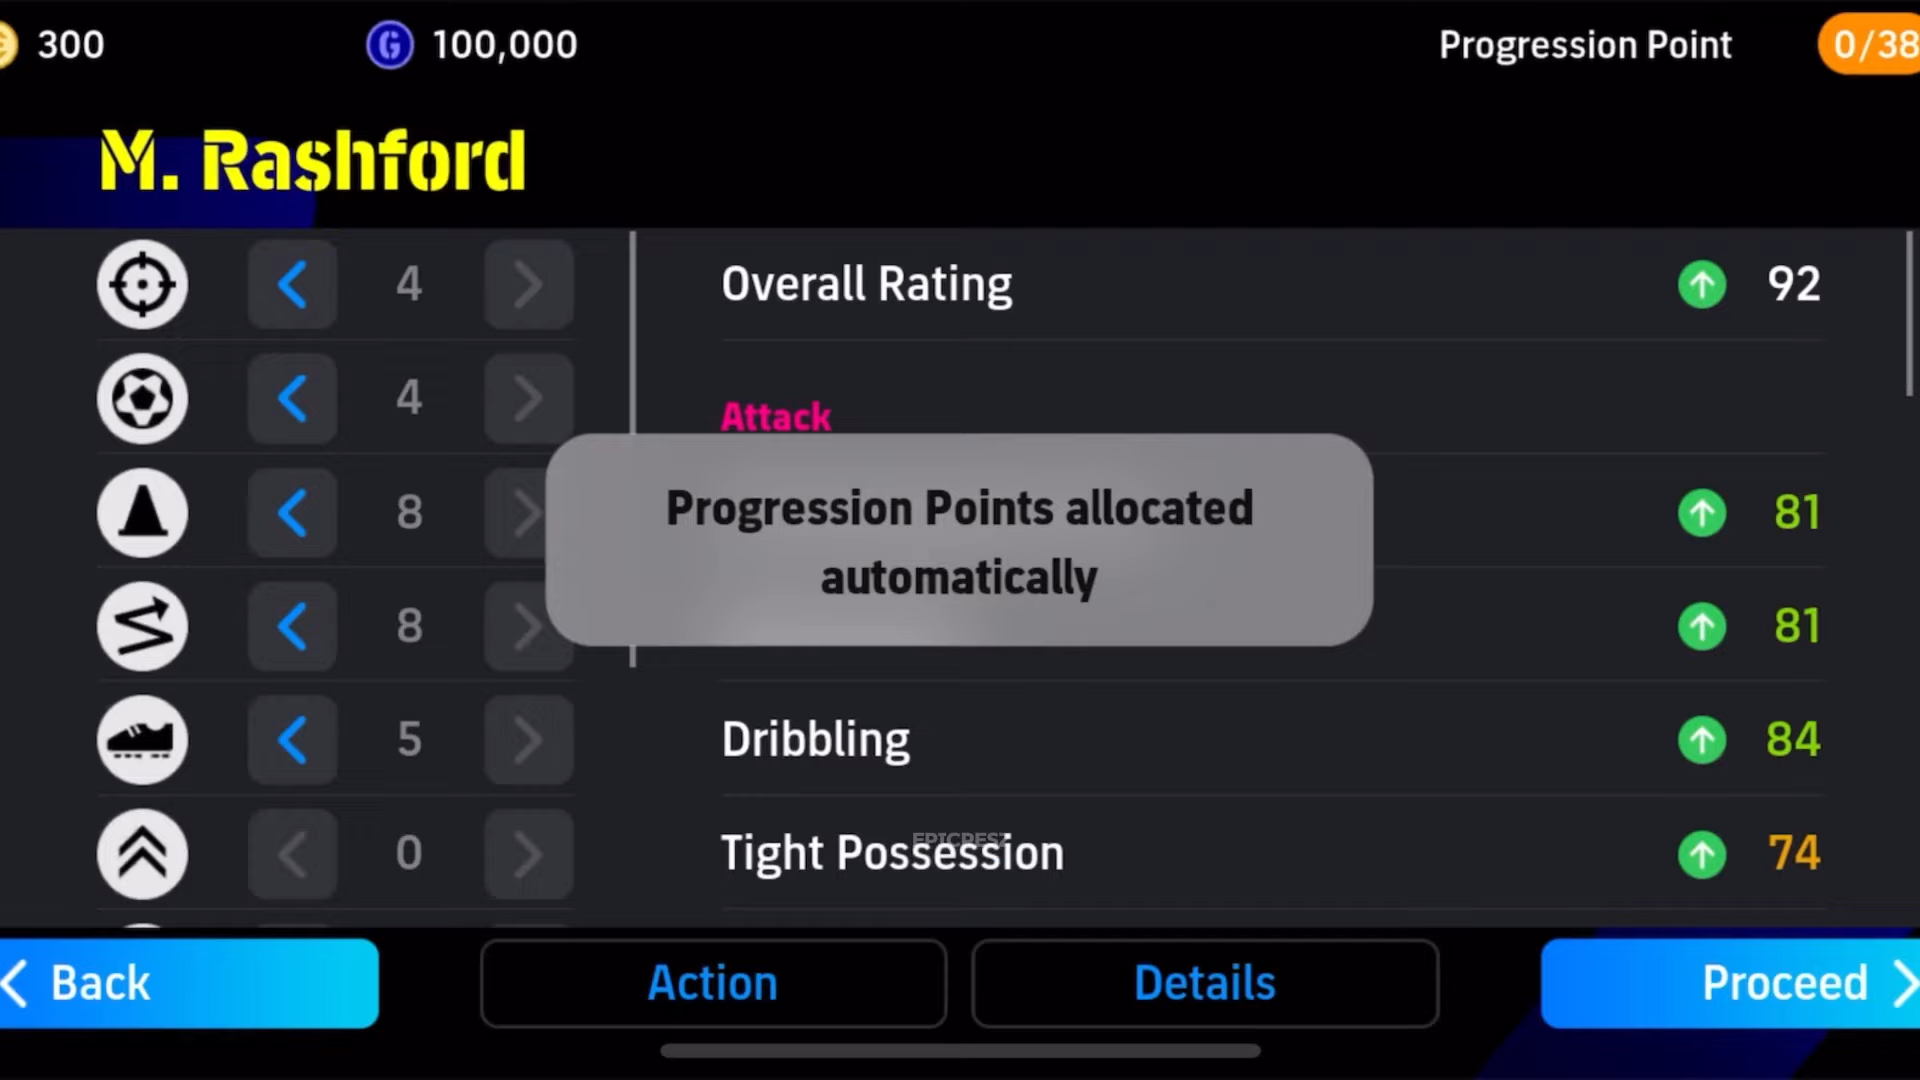 300
100,000
Progression Point
0/38
M. Rashford
4
Overall Rating
92
4
Attack
8
Progression Points allocated
automatically
81
8
81
5
Dribbling
84
0
Tight Possession
74
Back
Action
Details
Proceed